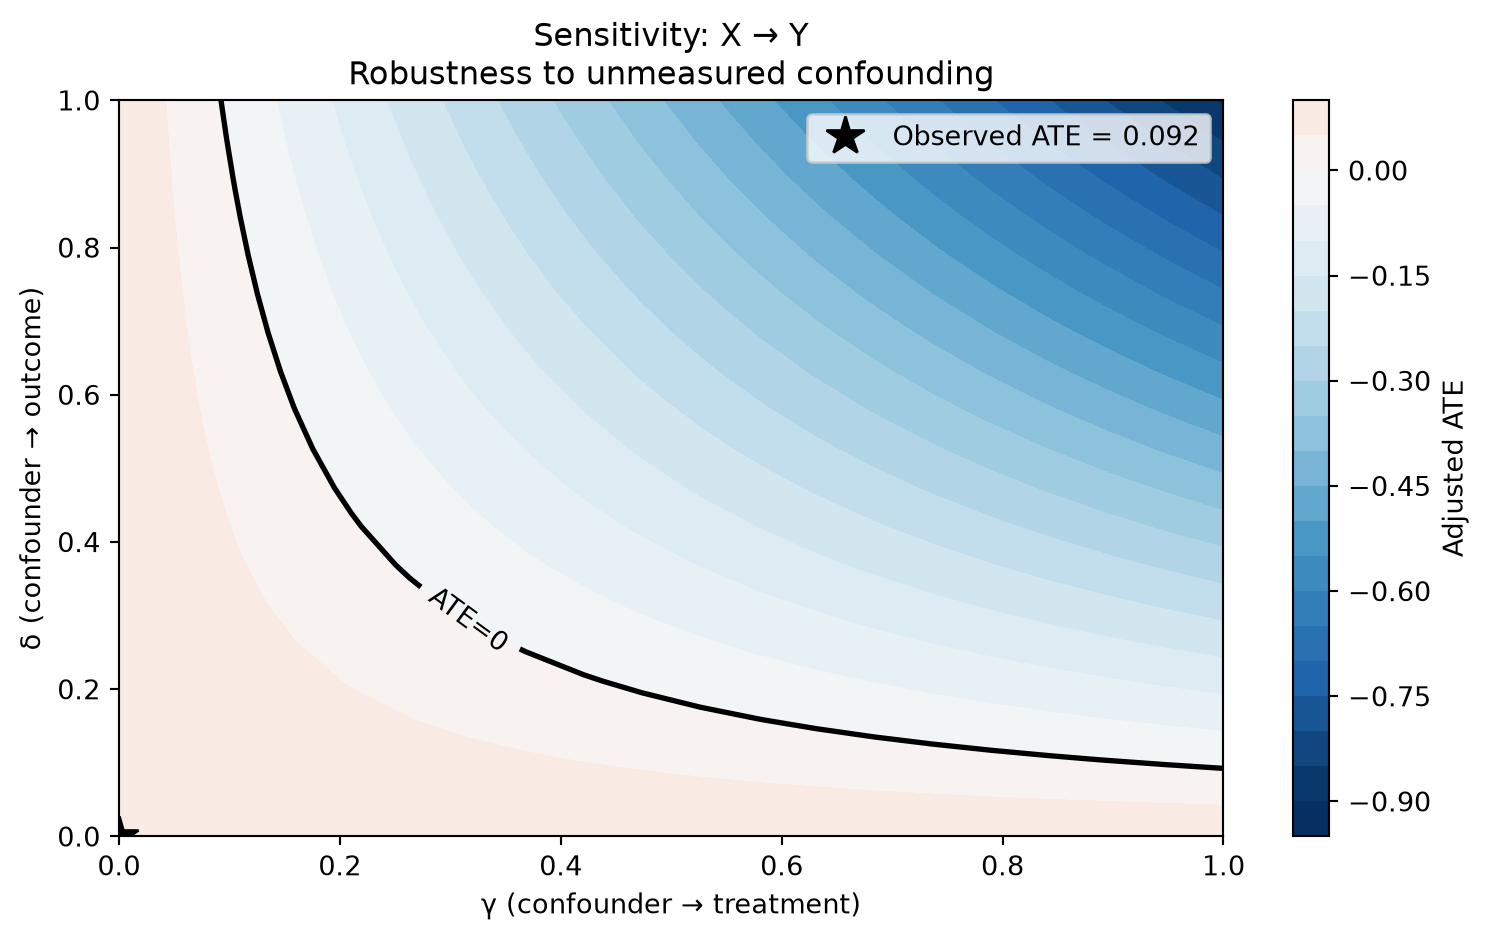 Sensitivity: X → Y
Robustness to unmeasured confounding
Observed ATE = 0.092
ATE=0
1.0
0.8
0.6
0.4
0.2
0.0
δ (confounder → outcome)
0.0 0.2 0.4 0.6 0.8 1.0
γ (confounder → treatment)
0.00
−0.15
−0.30
−0.45
−0.60
−0.75
−0.90
Adjusted ATE